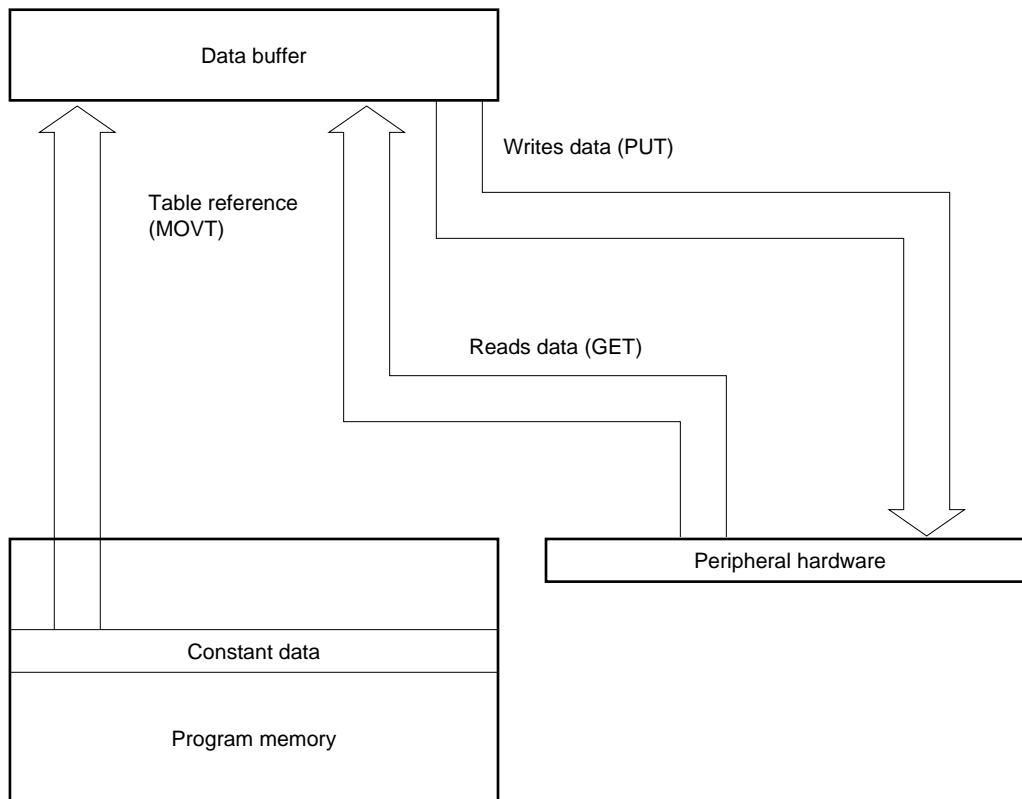 Data buffer
Writes data (PUT)
Table reference
(MOVT)
Reads data (GET)
Peripheral hardware
Constant data
Program memory